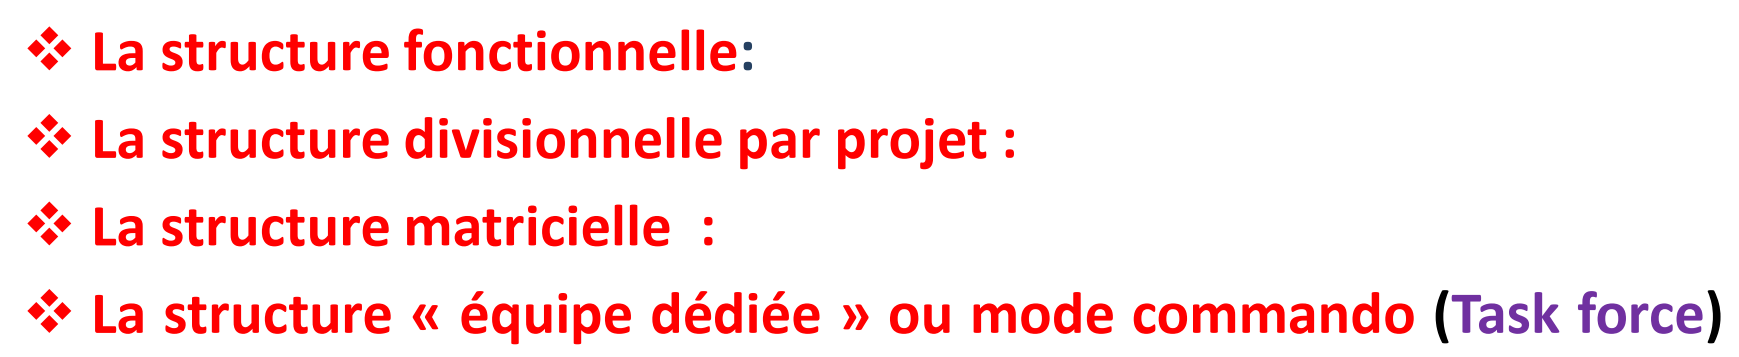 ❖ La structure fonctionnelle:
❖ La structure divisionnelle par projet :
❖ La structure matricielle  :
❖ La structure « équipe dédiée » ou mode commando (Task force)